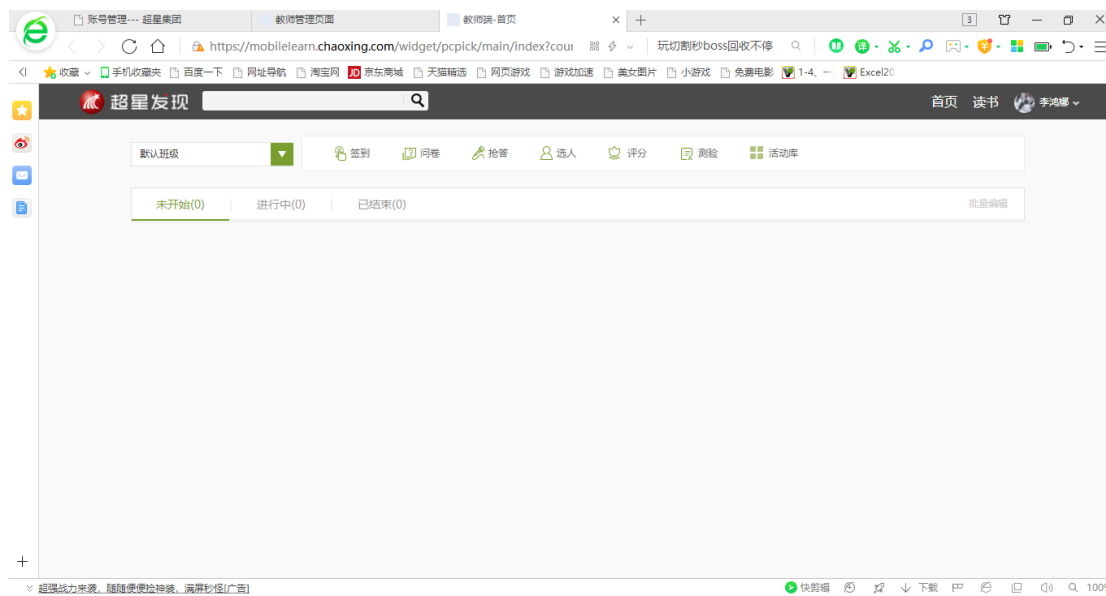 账号管理--- 超星集团 教师管理页面 教师端-首页 3
https://mobilelearn.chaoxing.com/widget/pcpick/main/index?cour 玩切割秒boss回收不停
收藏 手机收藏夹 百度一下 网址导航 淘宝网 JD 京东商城 天猫精选 网页游戏 游戏加速 美女图片 小游戏 免费电影 1-4、一 Excel20
超星发现 首页 读书 李鸿娜
默认班级 签到 问卷 抢答 选人 评分 测验 活动库
未开始(0) 进行中(0) 已结束(0) 批量编辑
超强战力来袭，随随便便捡神装，满屏秒怪[广告] 快剪辑 下载 100%